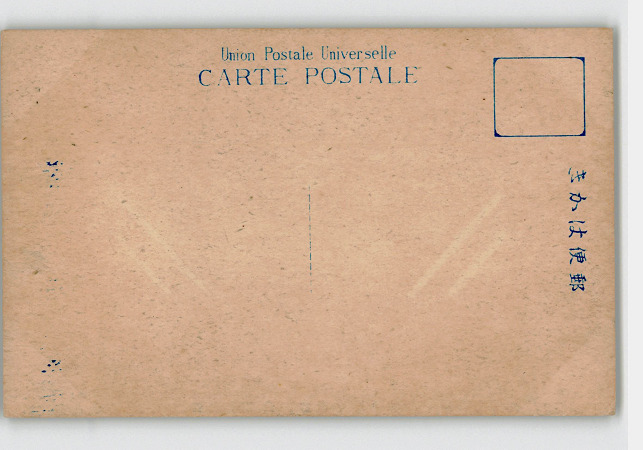 Union Postale Universelle
CARTE POSTALE
きかは便郵